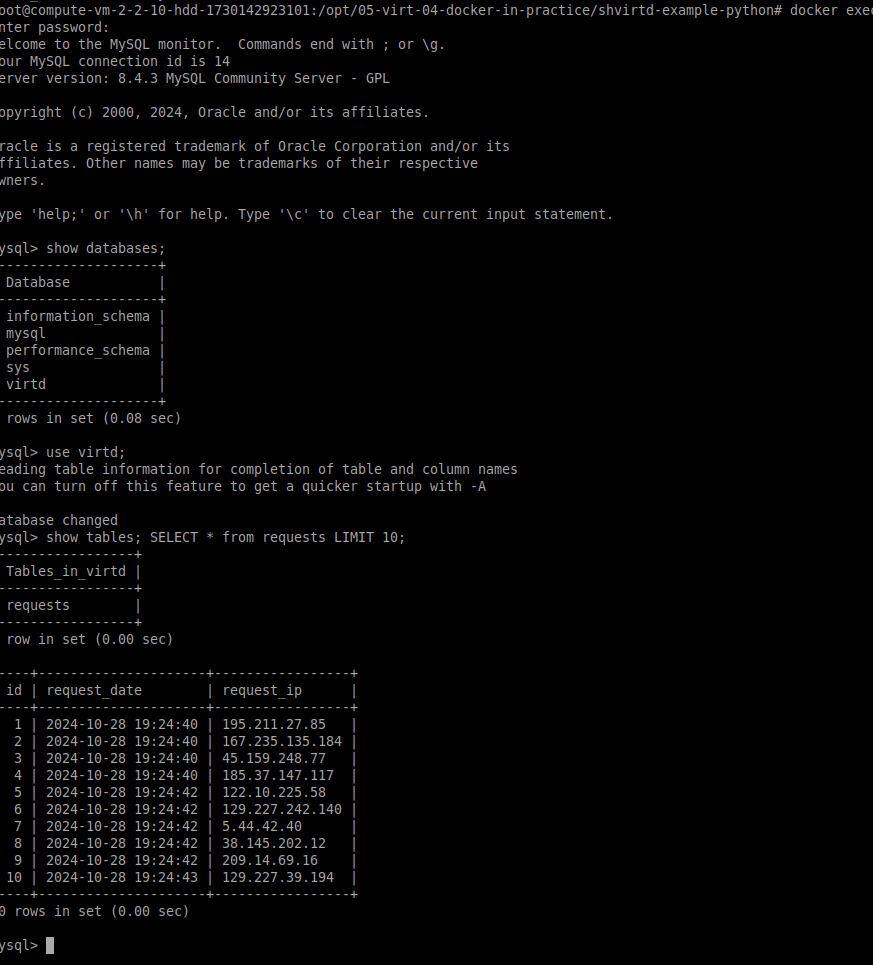 oot@compute-vm-2-2-10-hdd-1730142923101:/opt/05-virt-04-docker-in-practice/shvirtd-example-python# docker exe
nter password:
elcome to the MySQL monitor.  Commands end with ; or \g.
our MySQL connection id is 14
erver version: 8.4.3 MySQL Community Server - GPL
opyright (c) 2000, 2024, Oracle and/or its affiliates.
racle is a registered trademark of Oracle Corporation and/or its
ffiliates. Other names may be trademarks of their respective
wners.
ype 'help;' or '\h' for help. Type '\c' to clear the current input statement.
ysql> show databases;
--------------------+
 Database           |
--------------------+
 information_schema |
 mysql              |
 performance_schema |
 sys                |
 virtd              |
--------------------+
 rows in set (0.08 sec)
ysql> use virtd;
eading table information for completion of table and column names
ou can turn off this feature to get a quicker startup with -A
atabase changed
ysql> show tables; SELECT * from requests LIMIT 10;
-----------------+
 Tables_in_virtd |
-----------------+
 requests        |
-----------------+
 row in set (0.00 sec)
----+---------------------+-----------------+
 id | request_date        | request_ip      |
----+---------------------+-----------------+
  1 | 2024-10-28 19:24:40 | 195.211.27.85   |
  2 | 2024-10-28 19:24:40 | 167.235.135.184 |
  3 | 2024-10-28 19:24:40 | 45.159.248.77   |
  4 | 2024-10-28 19:24:40 | 185.37.147.117  |
  5 | 2024-10-28 19:24:42 | 122.10.225.58   |
  6 | 2024-10-28 19:24:42 | 129.227.242.140 |
  7 | 2024-10-28 19:24:42 | 5.44.42.40      |
  8 | 2024-10-28 19:24:42 | 38.145.202.12   |
  9 | 2024-10-28 19:24:42 | 209.14.69.16    |
 10 | 2024-10-28 19:24:43 | 129.227.39.194  |
----+---------------------+-----------------+
0 rows in set (0.00 sec)
ysql>